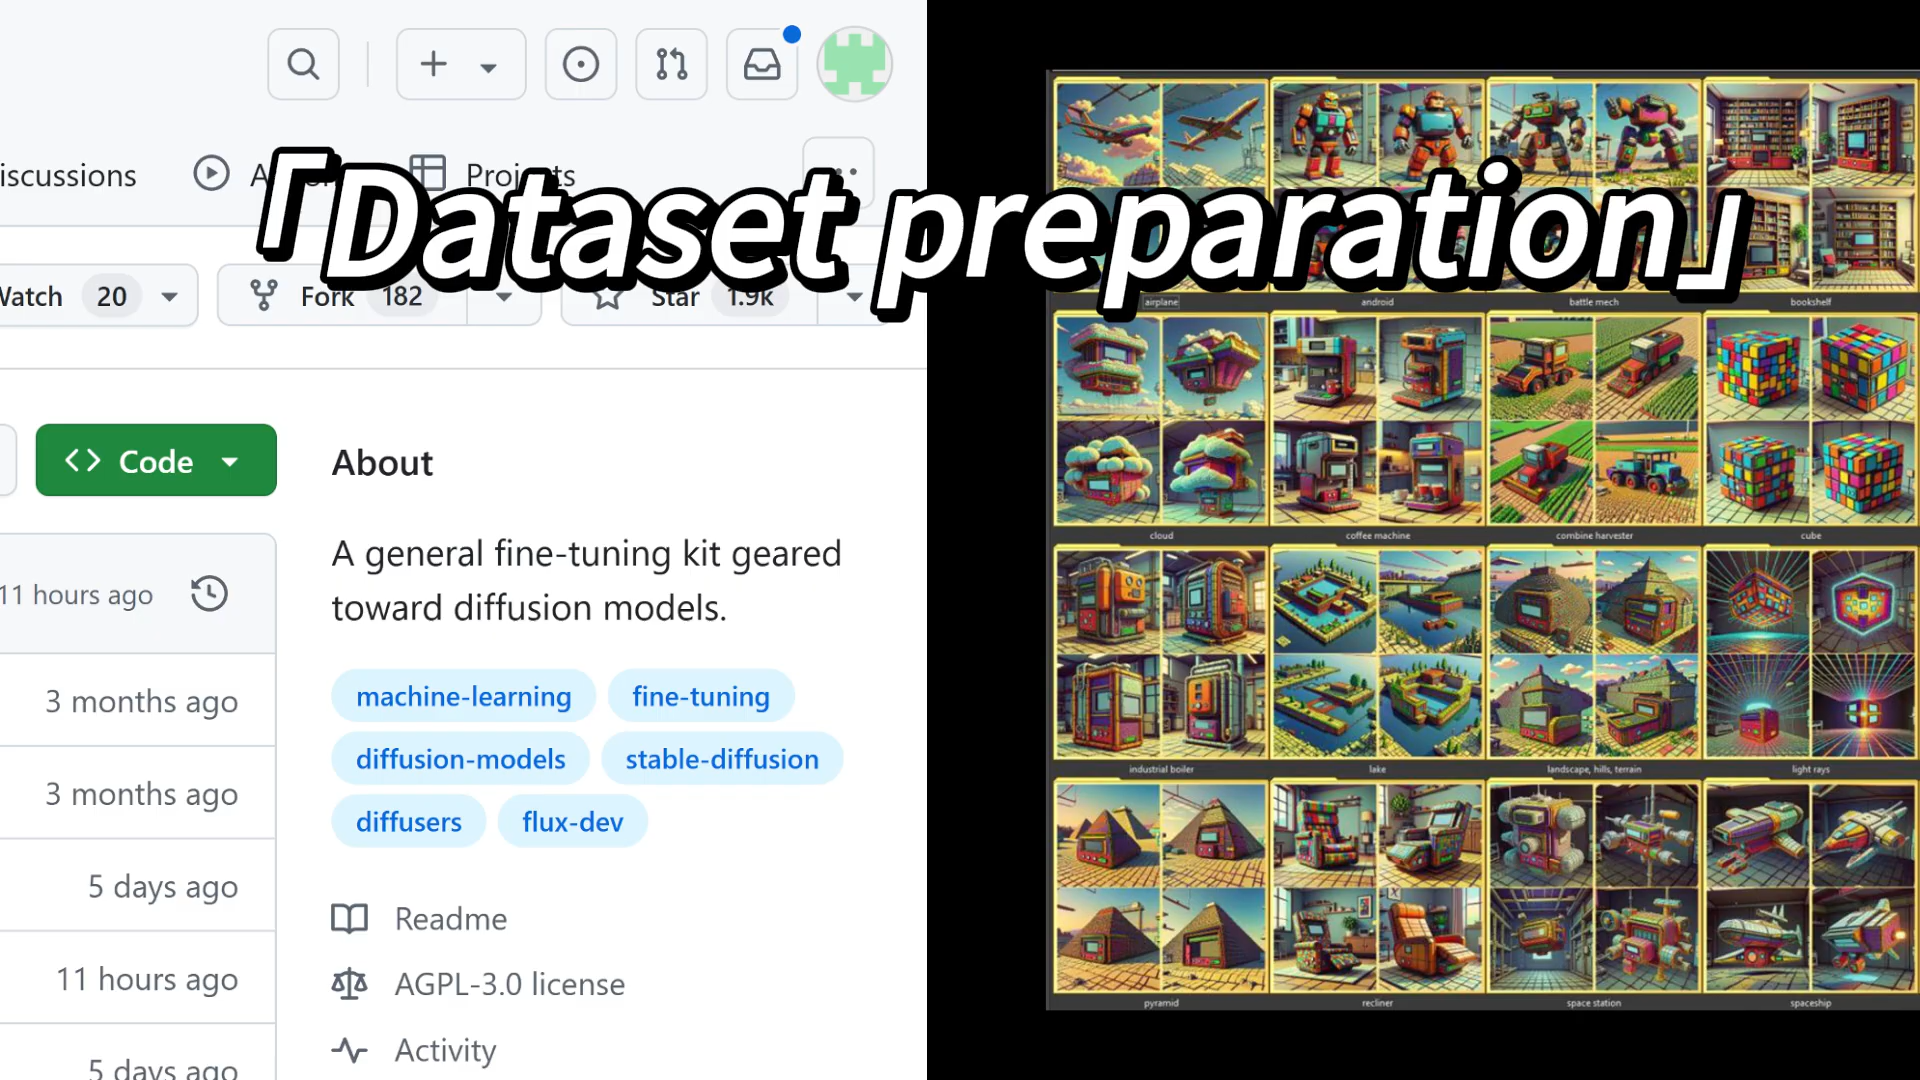 iscussions
Projects
「Dataset preparation」
Watch 20
Fork 182
Star 1.9k
airplane
android
battle mech
bookshelf
Code
About
A general fine-tuning kit geared
toward diffusion models.
machine-learning
fine-tuning
diffusion-models
stable-diffusion
diffusers
flux-dev
Readme
AGPL-3.0 license
Activity
11 hours ago
3 months ago
3 months ago
5 days ago
11 hours ago
5 days ago
cloud
coffee machine
combine harvester
cube
industrial boiler
lake
landscape, hills, terrain
light rays
pyramid
recliner
space station
spaceship